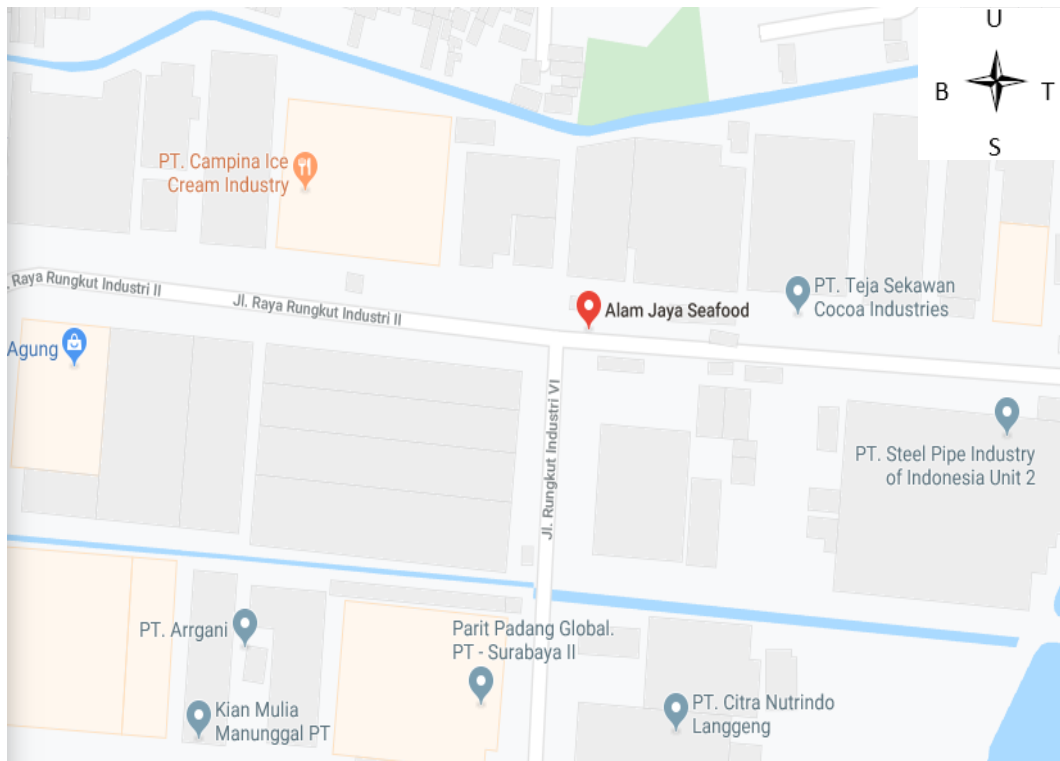 U
B
T
S
PT. Campina Ice
Cream Industry
. Raya Rungkut Industri II
Jl. Raya Rungkut Industri II
Alam Jaya Seafood
PT. Teja Sekawan
Cocoa Industries
Agung
Jl. Rungkut Industri VI
PT. Steel Pipe Industry
of Indonesia Unit 2
PT. Arrgani
Parit Padang Global.
PT - Surabaya II
Kian Mulia
Manunggal PT
PT. Citra Nutrindo
Langgeng